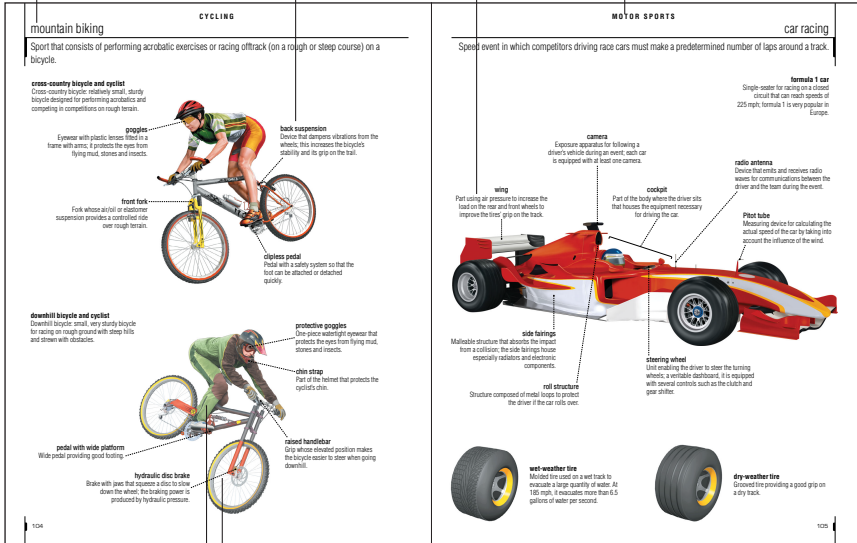 CYCLING
mountain biking
Sport that consists of performing acrobatic exercises or racing offtrack (on a rough or steep course) on a
bicycle.
cross-country bicycle and cyclist
Cross-country bicycle: relatively small, sturdy
bicycle designed for performing acrobatics and
competing in competitions on rough terrain.
goggles
Eyewear with plastic lenses fitted in a
frame with arms; it protects the eyes from
flying mud, stones and insects.
back suspension
Device that dampens vibrations from the
wheels; this increases the bicycle's
stability and its grip on the trail.
front fork
Fork whose air/oil or elastomer
suspension provides a controlled ride
over rough terrain.
clipless pedal
Pedal with a safety system so that the
foot can be attached or detached
quickly.
downhill bicycle and cyclist
Downhill bicycle: small, very sturdy bicycle
for racing on rough ground with steep hills
and strewn with obstacles.
protective goggles
One-piece watertight eyewear that
protects the eyes from flying mud,
stones and insects.
chin strap
Part of the helmet that protects the
cyclist's chin.
pedal with wide platform
Wide pedal providing good footing.
raised handlebar
Grip whose elevated position makes
the bicycle easier to steer when going
downhill.
hydraulic disc brake
Brake with jaws that squeeze a disc to slow
down the wheel; the braking power is
produced by hydraulic pressure.
104
MOTOR SPORTS
car racing
Speed event in which competitors driving race cars must make a predetermined number of laps around a track.
formula 1 car
Single-seater for racing on a closed
circuit that can reach speeds of
225 mph; formula 1 is very popular in
Europe.
camera
Exposure apparatus for following a
driver's vehicle during an event; each car
is equipped with at least one camera.
radio antenna
Device that emits and receives radio
waves for communications between the
driver and the team during the event.
wing
Part using air pressure to increase the
load on the rear and front wheels to
improve the tires' grip on the track.
cockpit
Part of the body where the driver sits
that houses the equipment necessary
for driving the car.
Pitot tube
Measuring device for calculating the
actual speed of the car by taking into
account the influence of the wind.
side fairings
Malleable structure that absorbs the impact
from a collision; the side fairings house
especially radiators and electronic
components.
steering wheel
Unit enabling the driver to steer the turning
wheels; a veritable dashboard, it is equipped
with several controls such as the clutch and
gear shifter.
roll structure
Structure composed of metal loops to protect
the driver if the car rolls over.
wet-weather tire
Molded tire used on a wet track to
evacuate a large quantity of water. At
185 mph, it evacuates more than 6.5
gallons of water per second.
dry-weather tire
Grooved tire providing a good grip on
a dry track.
105